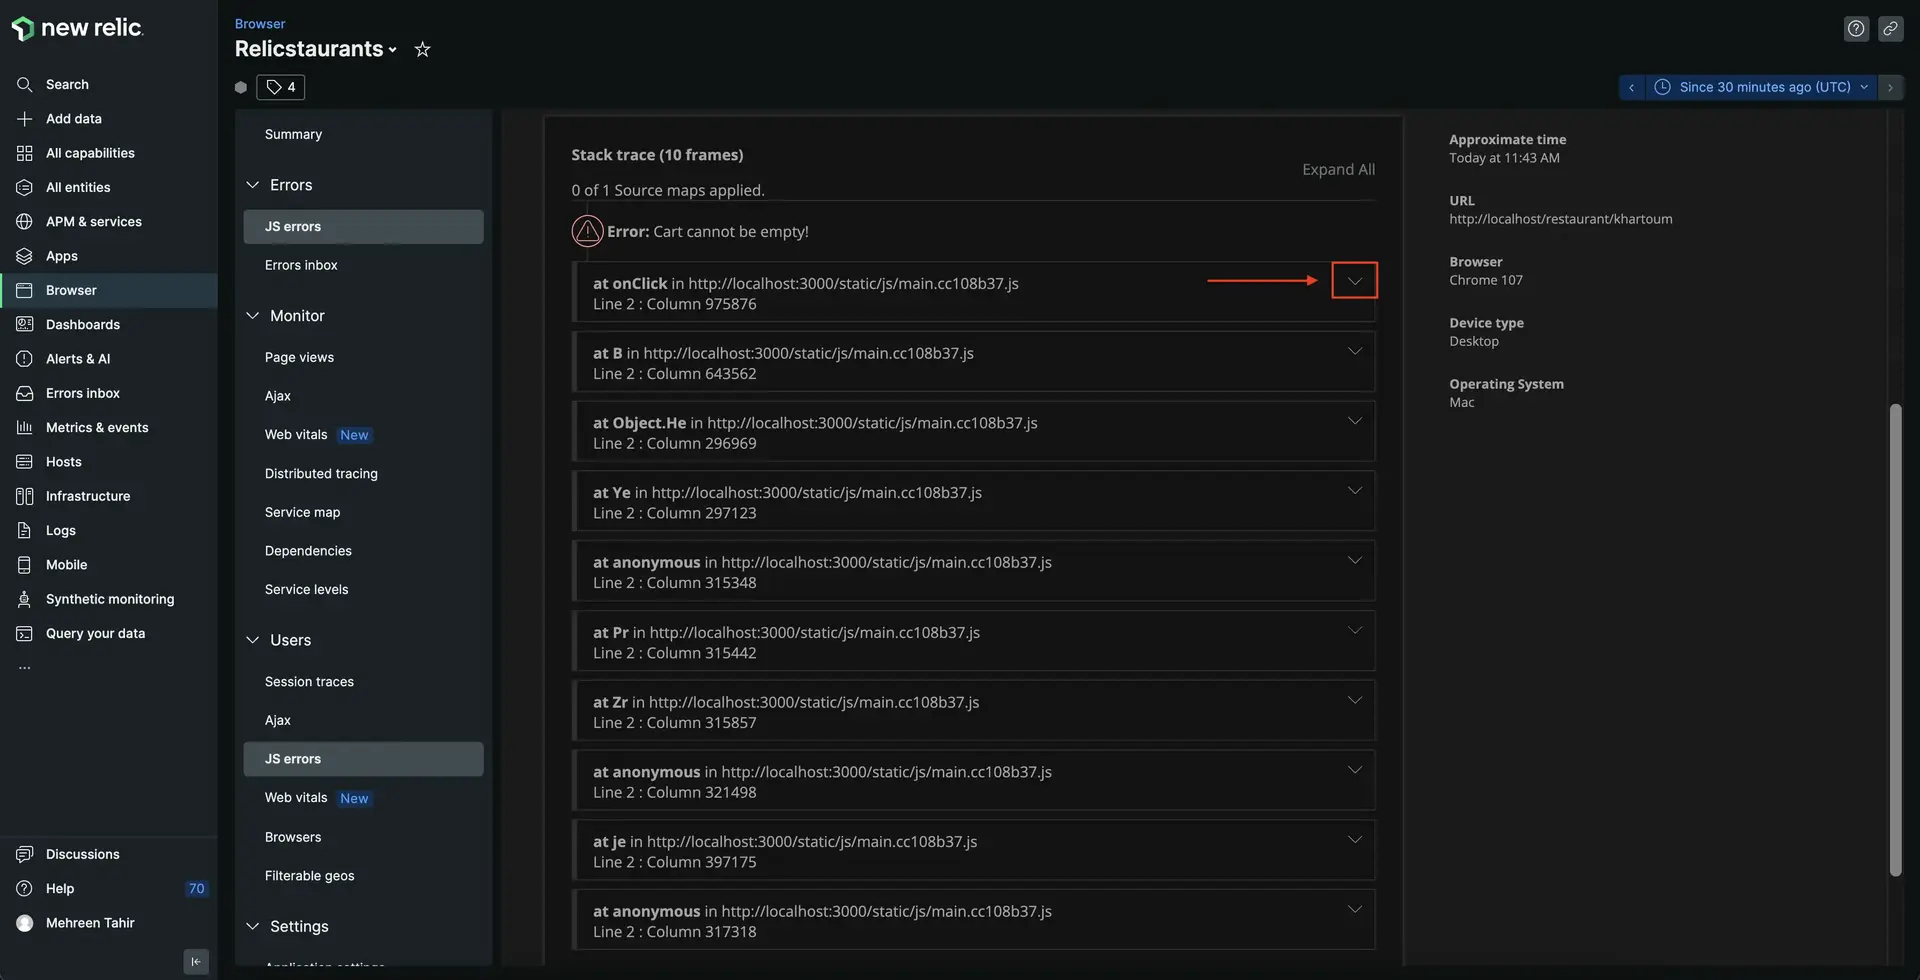 new relic.
Search
Add data
All capabilities
All entities
APM & services
Apps
Browser
Dashboards
Alerts & AI
Errors inbox
Metrics & events
Hosts
Infrastructure
Logs
Mobile
Synthetic monitoring
Query your data
...
Discussions
Help 70
Mehreen Tahir
Browser
Relicstaurants
4
Since 30 minutes ago (UTC)
Summary
Errors
JS errors
Errors inbox
Monitor
Page views
Ajax
Web vitals New
Distributed tracing
Service map
Dependencies
Service levels
Users
Session traces
Ajax
JS errors
Web vitals New
Browsers
Filterable geos
Settings
Application settings
Stack trace (10 frames)
Expand All
0 of 1 Source maps applied.
Error: Cart cannot be empty!
at onClick in http://localhost:3000/static/js/main.cc108b37.js
Line 2 : Column 975876
at B in http://localhost:3000/static/js/main.cc108b37.js
Line 2 : Column 643562
at Object.He in http://localhost:3000/static/js/main.cc108b37.js
Line 2 : Column 296969
at Ye in http://localhost:3000/static/js/main.cc108b37.js
Line 2 : Column 297123
at anonymous in http://localhost:3000/static/js/main.cc108b37.js
Line 2 : Column 315348
at Pr in http://localhost:3000/static/js/main.cc108b37.js
Line 2 : Column 315442
at Zr in http://localhost:3000/static/js/main.cc108b37.js
Line 2 : Column 315857
at anonymous in http://localhost:3000/static/js/main.cc108b37.js
Line 2 : Column 321498
at je in http://localhost:3000/static/js/main.cc108b37.js
Line 2 : Column 397175
at anonymous in http://localhost:3000/static/js/main.cc108b37.js
Line 2 : Column 317318
Approximate time
Today at 11:43 AM
URL
http://localhost/restaurant/khartoum
Browser
Chrome 107
Device type
Desktop
Operating System
Mac